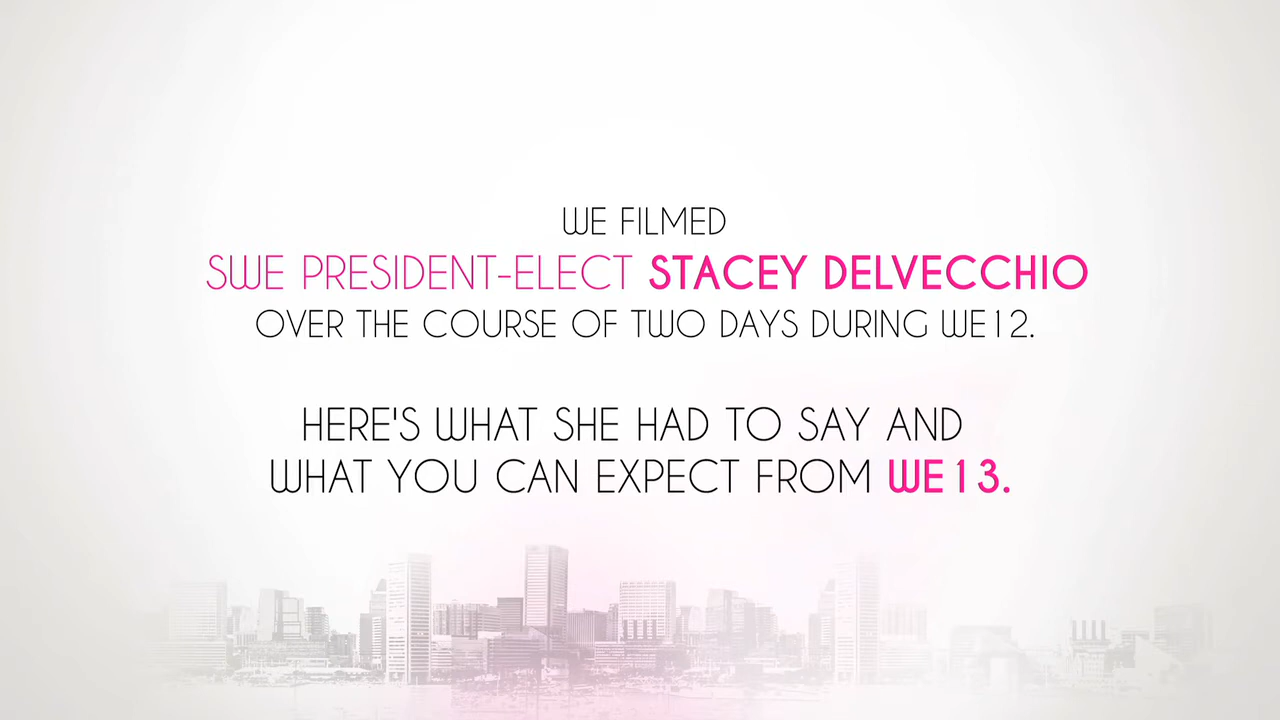 WE FILMED
SWE PRESIDENT-ELECT STACEY DELVECCHIO
OVER THE COURSE OF TWO DAYS DURING WE12.
HERE'S WHAT SHE HAD TO SAY AND
WHAT YOU CAN EXPECT FROM WE13.